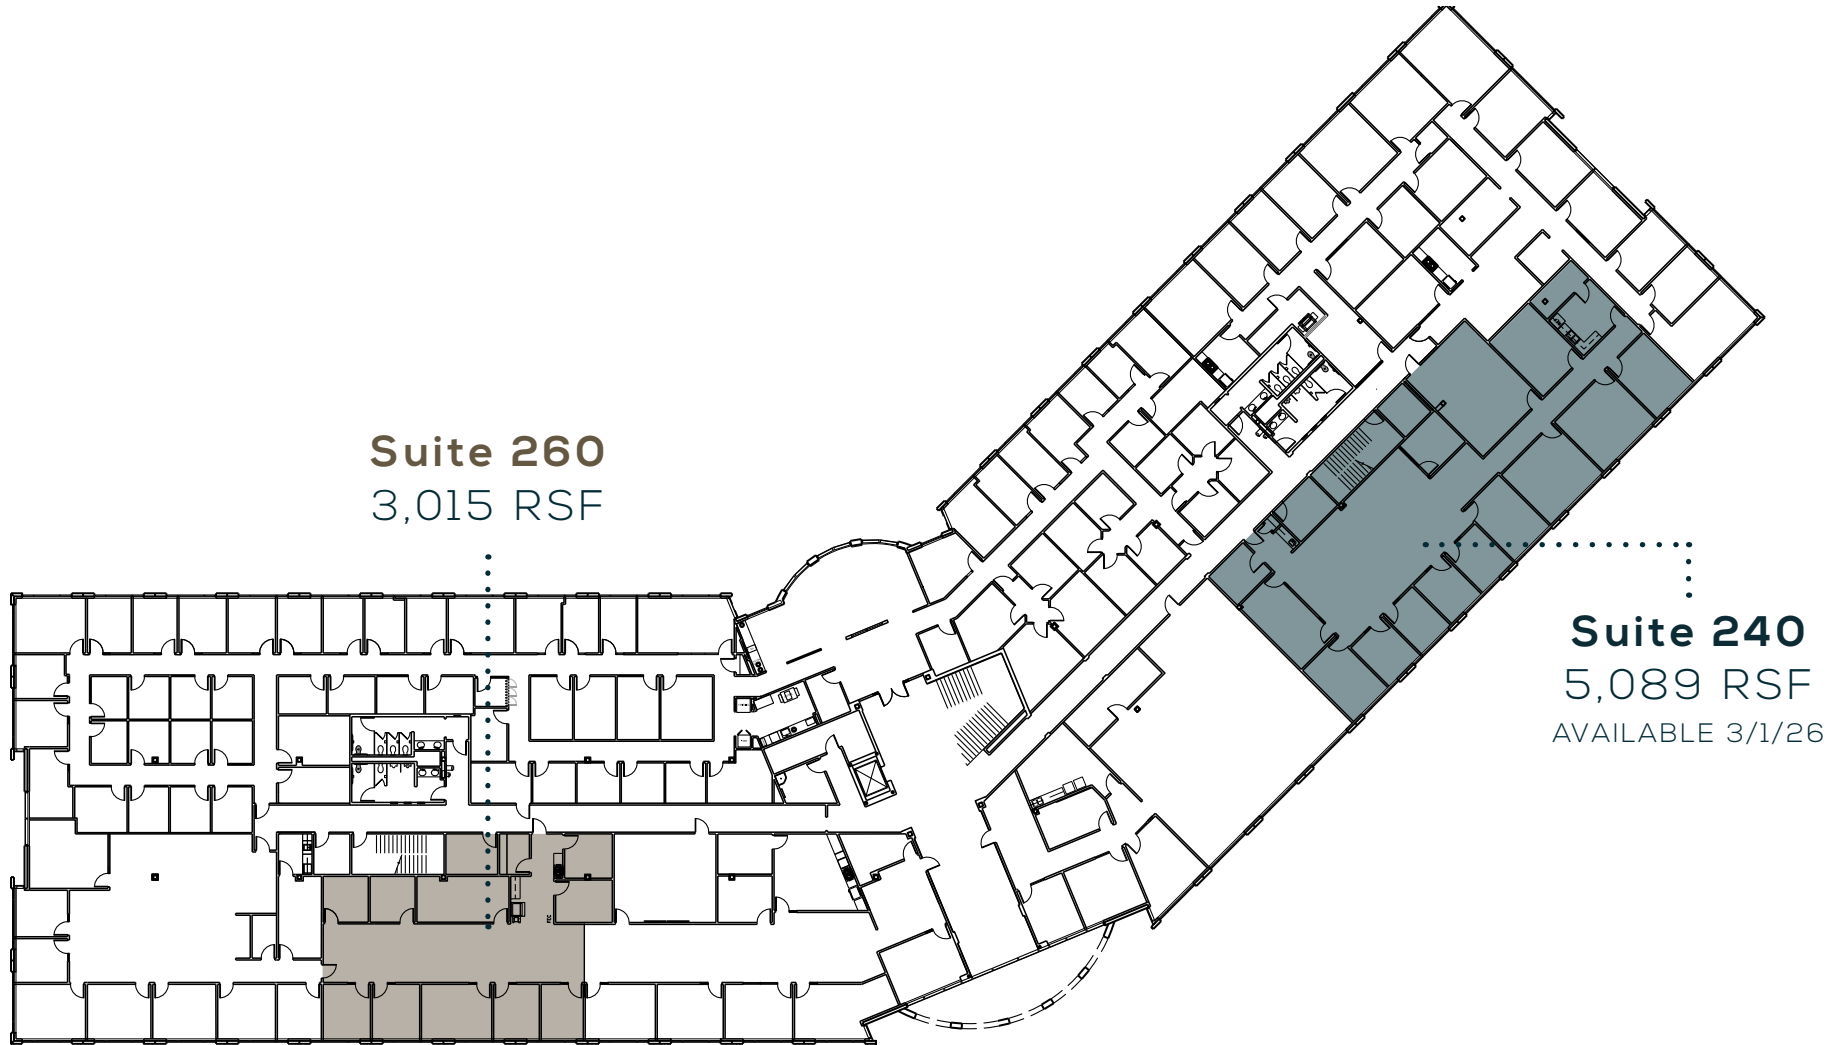 Suite 260
3,015 RSF
Suite 240
5,089 RSF
AVAILABLE 3/1/26